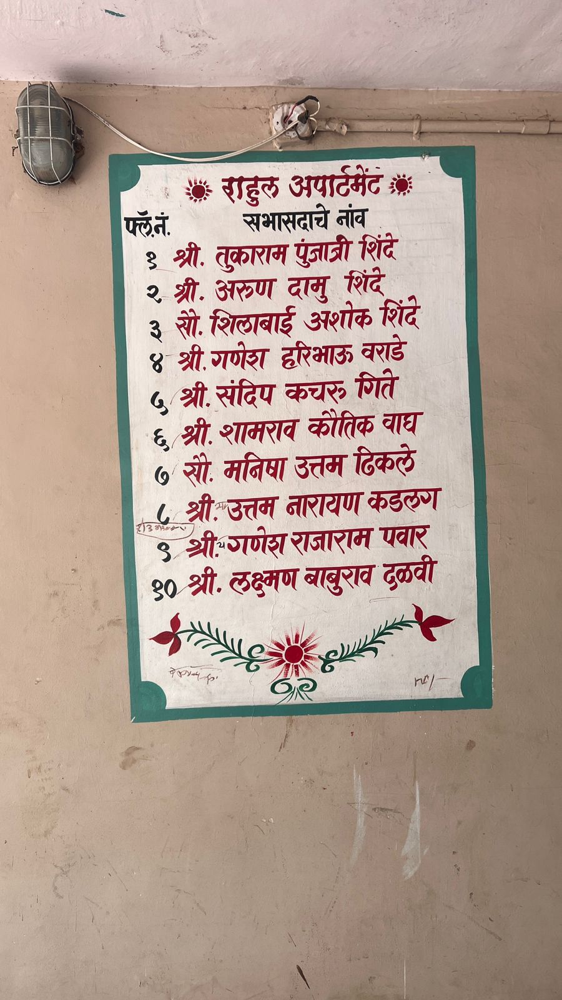 राहुल अपार्टमेंट
फ्लॅ.नं. सभासदाचे नांव
१ श्री. तुकाराम पुंजाजी शिंदे
२ श्री. अरुण दामु शिंदे
३ सौ. शिलाबाई अशोक शिंदे
४ श्री. गणेश हरिभाऊ वराडे
५ श्री. संदिप कचरु गिते
६ श्री. शामराव कौतिक वाघ
७ सौ. मनिषा उत्तम ढिकले
८ श्री. उत्तम नारायण कडलग
९ श्री. गणेश राजाराम पवार
१० श्री. लक्ष्मण बाबुराव दळवी